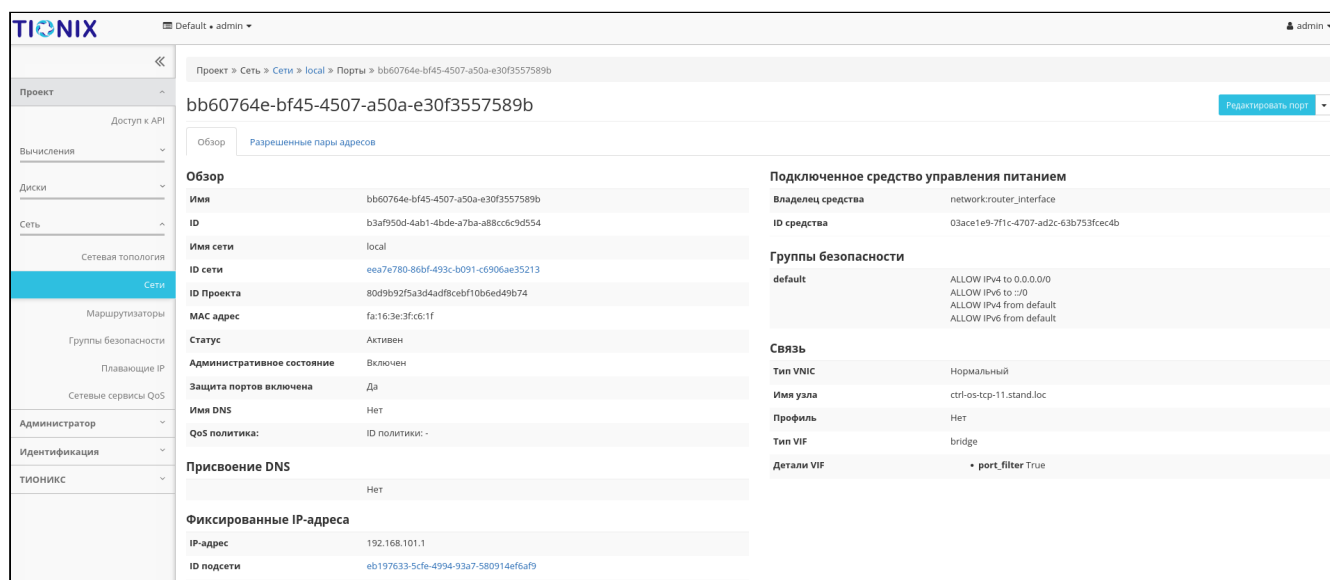 TIONIX
Default • admin
admin
Проект » Сеть » Сети » local » Порты » bb60764e-bf45-4507-a50a-e30f3557589b
Проект
Доступ к API
Вычисления
Диски
Сеть
Сетевая топология
Сети
Маршрутизаторы
Группы безопасности
Плавающие IP
Сетевые сервисы QoS
Администратор
Идентификация
ТИОНИКС
bb60764e-bf45-4507-a50a-e30f3557589b
Редактировать порт
Обзор
Разрешенные пары адресов
Обзор
Имя bb60764e-bf45-4507-a50a-e30f3557589b
ID b3af950d-4ab1-4bde-a7ba-a88cc6c9d554
Имя сети local
ID сети eea7e780-86bf-493c-b091-c6906ae35213
ID Проекта 80d9b92f5a3d4adf8cebf10b6ed49b74
MAC адрес fa:16:3e:3f:c6:1f
Статус Активен
Административное состояние Включен
Защита портов включена Да
Имя DNS Нет
QoS политика: ID политики: -
Присвоение DNS
Нет
Фиксированные IP-адреса
IP-адрес 192.168.101.1
ID подсети eb197633-5cfe-4994-93a7-580914ef6af9
Подключенное средство управления питанием
Владелец средства network:router_interface
ID средства 03ace1e9-7f1c-4707-ad2c-63b753fcec4b
Группы безопасности
default ALLOW IPv4 to 0.0.0.0/0
ALLOW IPv6 to ::/0
ALLOW IPv4 from default
ALLOW IPv6 from default
Связь
Тип VNIC Нормальный
Имя узла ctrl-os-tcp-11.stand.loc
Профиль Нет
Тип VIF bridge
Детали VIF • port_filter True